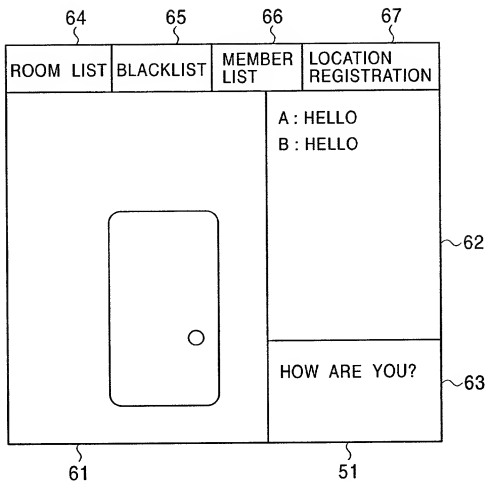 64 65 66 67
ROOM LIST BLACKLIST MEMBER LIST LOCATION REGISTRATION
A : HELLO
B : HELLO
62
HOW ARE YOU?
63
61 51